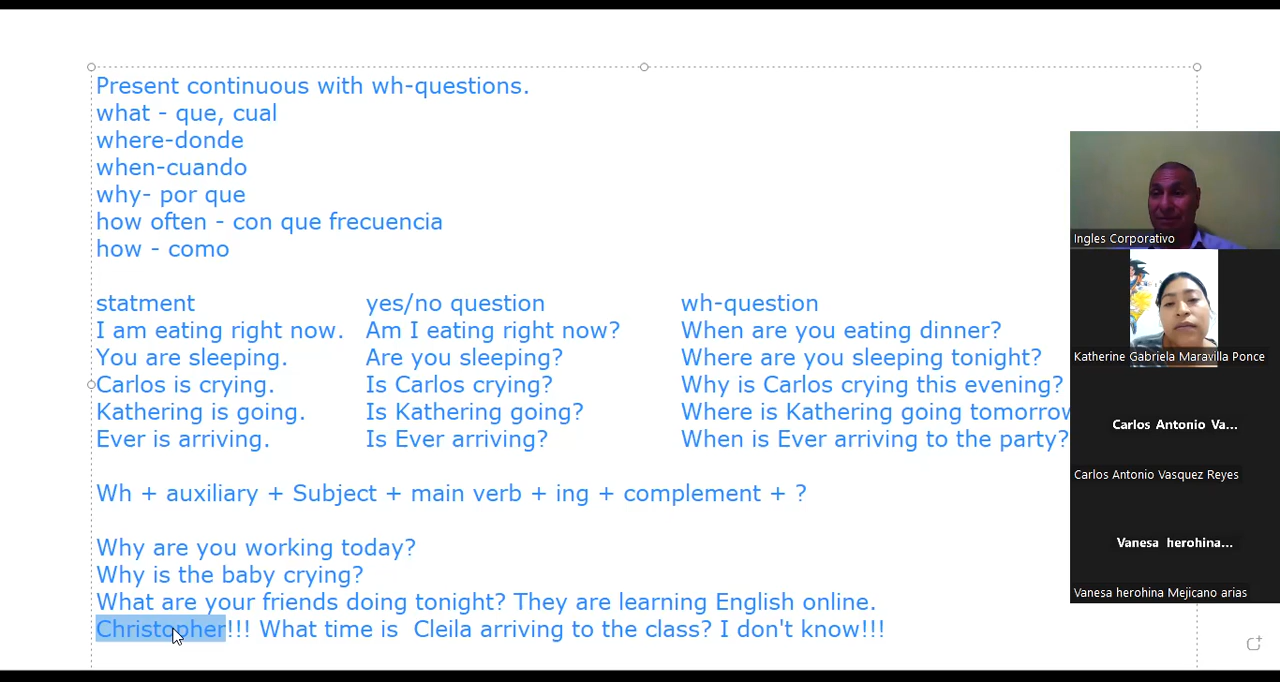 Present continuous with wh-questions.
what - que, cual
where-donde
when-cuando
why- por que
how often - con que frecuencia
how - como
statment yes/no question wh-question
I am eating right now. Am I eating right now? When are you eating dinner?
You are sleeping. Are you sleeping? Where are you sleeping tonight?
Carlos is crying. Is Carlos crying? Why is Carlos crying this evening?
Kathering is going. Is Kathering going? Where is Kathering going tomorrow
Ever is arriving. Is Ever arriving? When is Ever arriving to the party?
Wh + auxiliary + Subject + main verb + ing + complement + ?
Why are you working today?
Why is the baby crying?
What are your friends doing tonight? They are learning English online.
Christopher!!! What time is  Cleila arriving to the class? I don't know!!!
Ingles Corporativo
Katherine Gabriela Maravilla Ponce
Carlos Antonio Va...
Carlos Antonio Vasquez Reyes
Vanesa herohina...
Vanesa herohina Mejicano arias